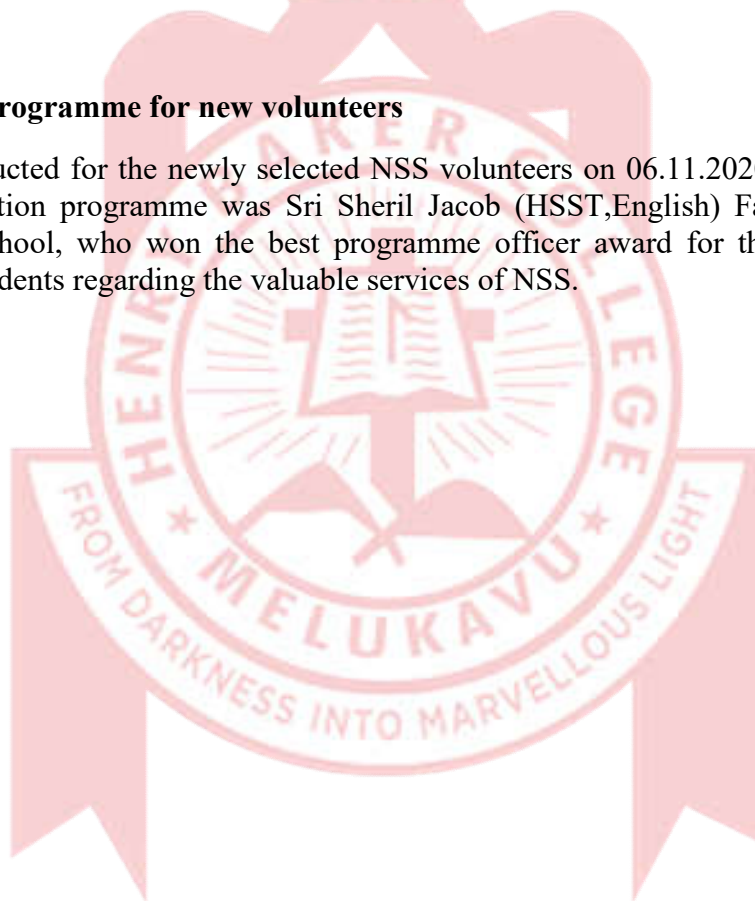 rogramme for new volunteers
ucted for the newly selected NSS volunteers on 06.11.2020
tion programme was Sri Sheril Jacob (HSST,English) Fa
hool, who won the best programme officer award for th
dents regarding the valuable services of NSS.
HENRY BAKER COLLEGE
MELUKAVU
FROM DARKNESS INTO MARVELLOUS LIGHT